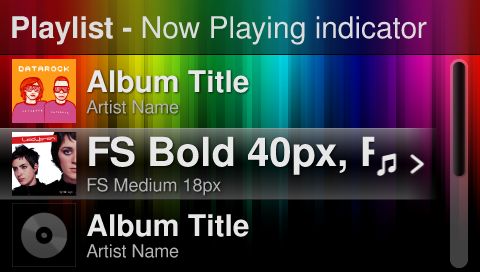 Playlist - Now Playing indicator
DATAROCK
Album Title
Artist Name
Ladytron
FS Bold 40px, F
FS Medium 18px
Album Title
Artist Name